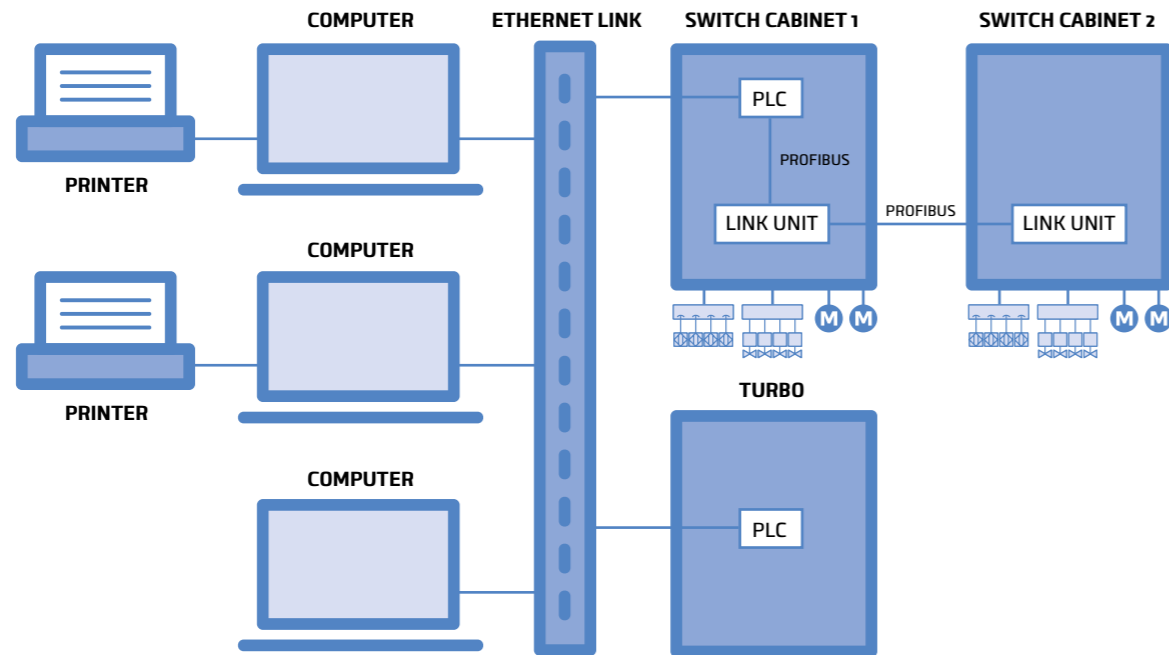 COMPUTER
ETHERNET LINK
SWITCH CABINET 1
SWITCH CABINET 2
PLC
PROFIBUS
PRINTER
LINK UNIT
PROFIBUS
LINK UNIT
COMPUTER
M
M
M
M
PRINTER
TURBO
COMPUTER
PLC